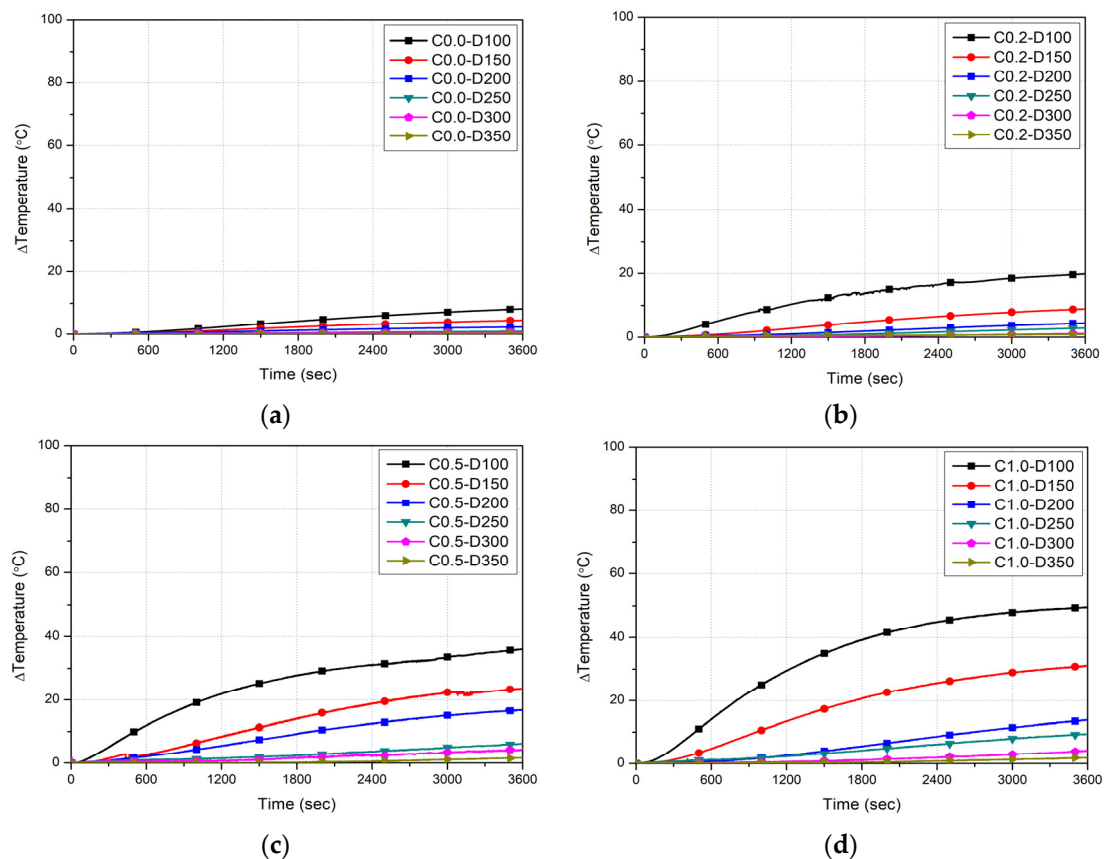 100
80
60
40
20
0
ΔTemperature (°C)
C0.0-D100
C0.0-D150
C0.0-D200
C0.0-D250
C0.0-D300
C0.0-D350
0 600 1200 1800 2400 3000 3600
Time (sec)
(a)
100
80
60
40
20
0
ΔTemperature (°C)
C0.2-D100
C0.2-D150
C0.2-D200
C0.2-D250
C0.2-D300
C0.2-D350
0 600 1200 1800 2400 3000 3600
Time (sec)
(b)
100
80
60
40
20
0
ΔTemperature (°C)
C0.5-D100
C0.5-D150
C0.5-D200
C0.5-D250
C0.5-D300
C0.5-D350
0 600 1200 1800 2400 3000 3600
Time (sec)
(c)
100
80
60
40
20
0
ΔTemperature (°C)
C1.0-D100
C1.0-D150
C1.0-D200
C1.0-D250
C1.0-D300
C1.0-D350
0 600 1200 1800 2400 3000 3600
Time (sec)
(d)